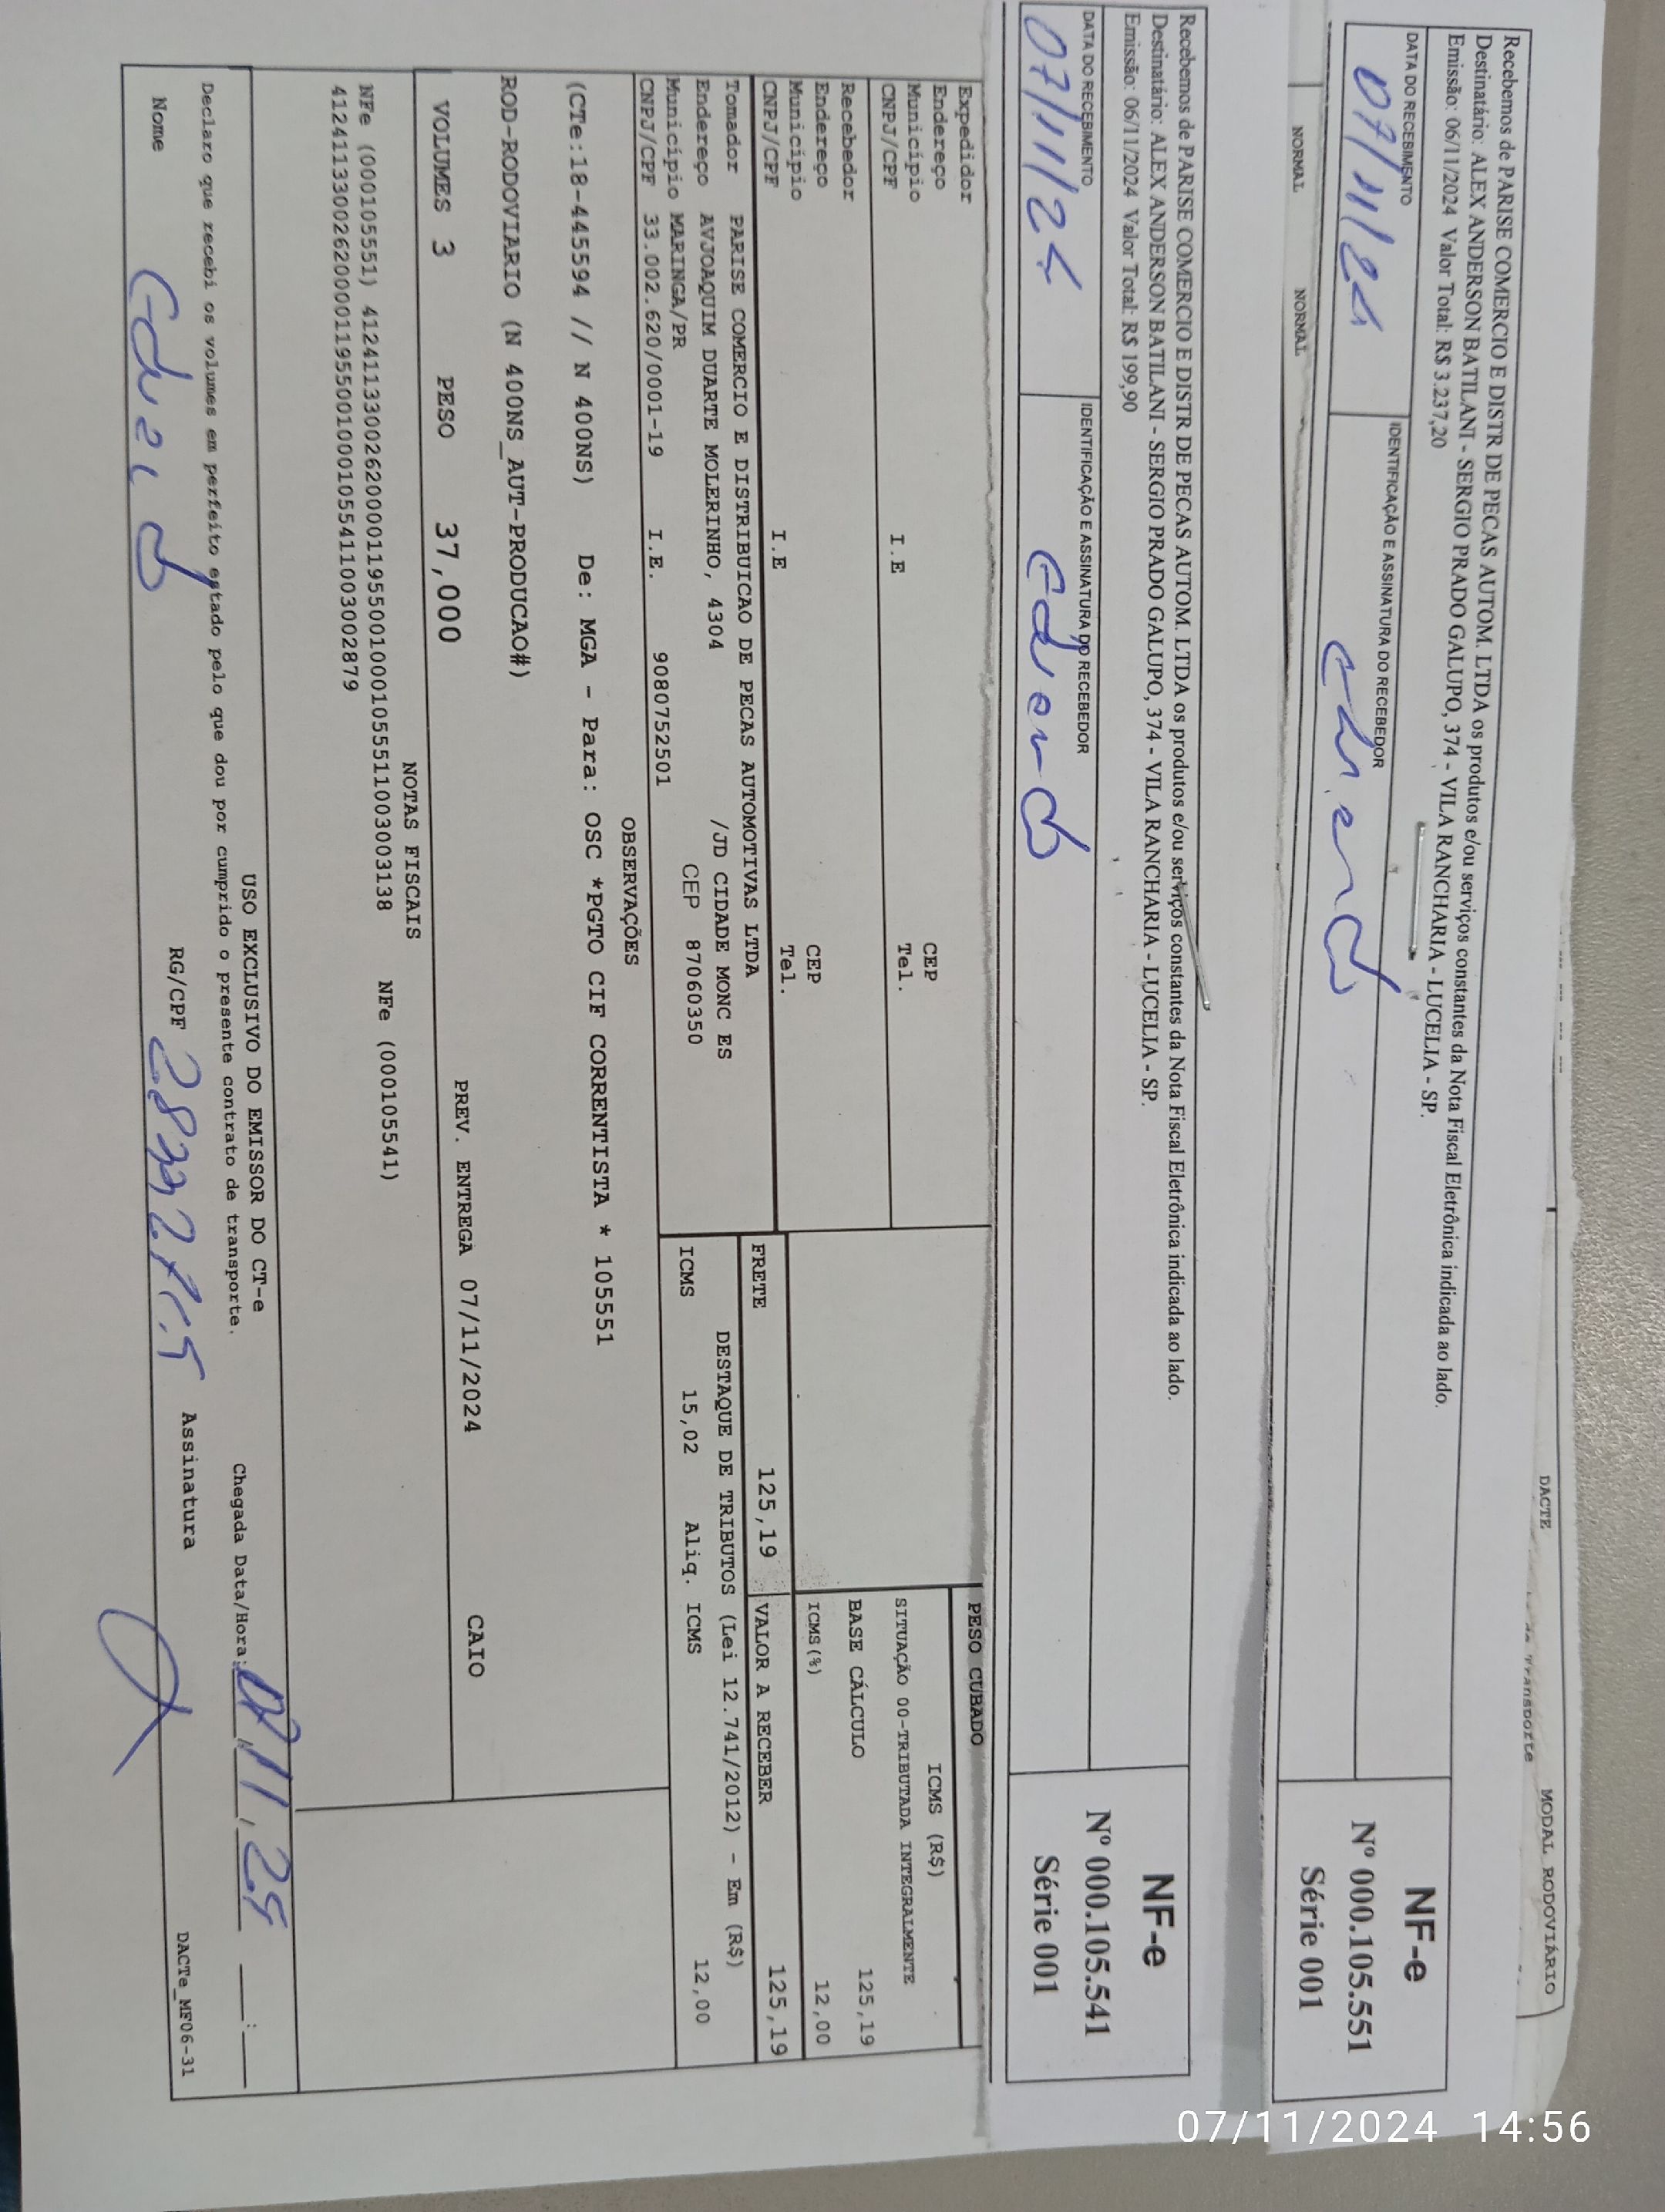 DACTE
MODAL RODOVIÁRIO
de Transporte
Recebemos de PARISE COMERCIO E DISTR DE PECAS AUTOM. LTDA os produtos e/ou serviços constantes da Nota Fiscal Eletrônica indicada ao lado.
Destinatário: ALEX ANDERSON BATILANI - SERGIO PRADO GALUPO, 374 - VILA RANCHARIA - LUCELIA - SP.
Emissão: 06/11/2024 Valor Total: R$ 3.237,20
NF-e
Nº 000.105.551
Série 001
DATA DO RECEBIMENTO
IDENTIFICAÇÃO E ASSINATURA DO RECEBEDOR
07/11/24
NORMAL NORMAL
Recebemos de PARISE COMERCIO E DISTR DE PECAS AUTOM. LTDA os produtos e/ou serviços constantes da Nota Fiscal Eletrônica indicada ao lado.
Destinatário: ALEX ANDERSON BATILANI - SERGIO PRADO GALUPO, 374 - VILA RANCHARIA - LUCELIA - SP.
Emissão: 06/11/2024 Valor Total: R$ 199,90
NF-e
Nº 000.105.541
Série 001
DATA DO RECEBIMENTO
IDENTIFICAÇÃO E ASSINATURA DO RECEBEDOR
07/11/24
Expedidor
Endereço
Município CEP
CNPJ/CPF I.E Tel.
Recebedor
Endereço
Município CEP
CNPJ/CPF I.E Tel.
PESO CUBADO
ICMS (R$)
SITUAÇÃO 00-TRIBUTADA INTEGRALMENTE
BASE CÁLCULO 125,19
ICMS(%) 12,00
Tomador PARISE COMERCIO E DISTRIBUICAO DE PECAS AUTOMOTIVAS LTDA
Endereço AVJOAQUIM DUARTE MOLERINHO, 4304 /JD CIDADE MONC ES
Município MARINGA/PR CEP 87060350
CNPJ/CPF 33.002.620/0001-19 I.E. 9080752501
FRETE 125,19 VALOR A RECEBER 125,19
DESTAQUE DE TRIBUTOS (Lei 12.741/2012) - Em (R$)
ICMS 15,02 Aliq. ICMS 12,00
OBSERVAÇÕES
(CTe:18-445594 // N 400NS) De: MGA - Para: OSC *PGTO CIF CORRENTISTA * 105551
ROD-RODOVIARIO (N 400NS_AUT-PRODUCAO#)
VOLUMES 3 PESO 37,000 PREV. ENTREGA 07/11/2024 CAIO
NOTAS FISCAIS
NFe (000105551) 41241133002620000119550010001055511003003138 NFe (000105541)
41241133002620000119550010001055411003002879
USO EXCLUSIVO DO EMISSOR DO CT-e
Declaro que recebi os volumes em perfeito estado pelo que dou por cumprido o presente contrato de transporte.
Chegada Data/Hora:
Nome RG/CPF Assinatura
DACTe_MF06-31
07/11/2024 14:56